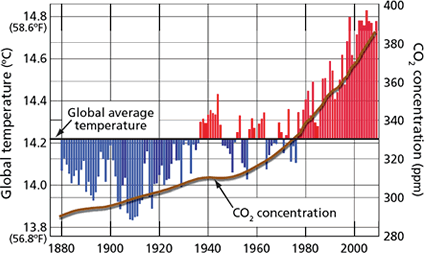 14.8
(58.6°F)
14.6
14.4
14.2
14.0
13.8
(56.8°F)
Global temperature (°C)
Global average
temperature
CO2 concentration
400
380
360
340
330
320
300
280
CO2 concentration (ppm)
1880 1900 1920 1940 1960 1980 2000